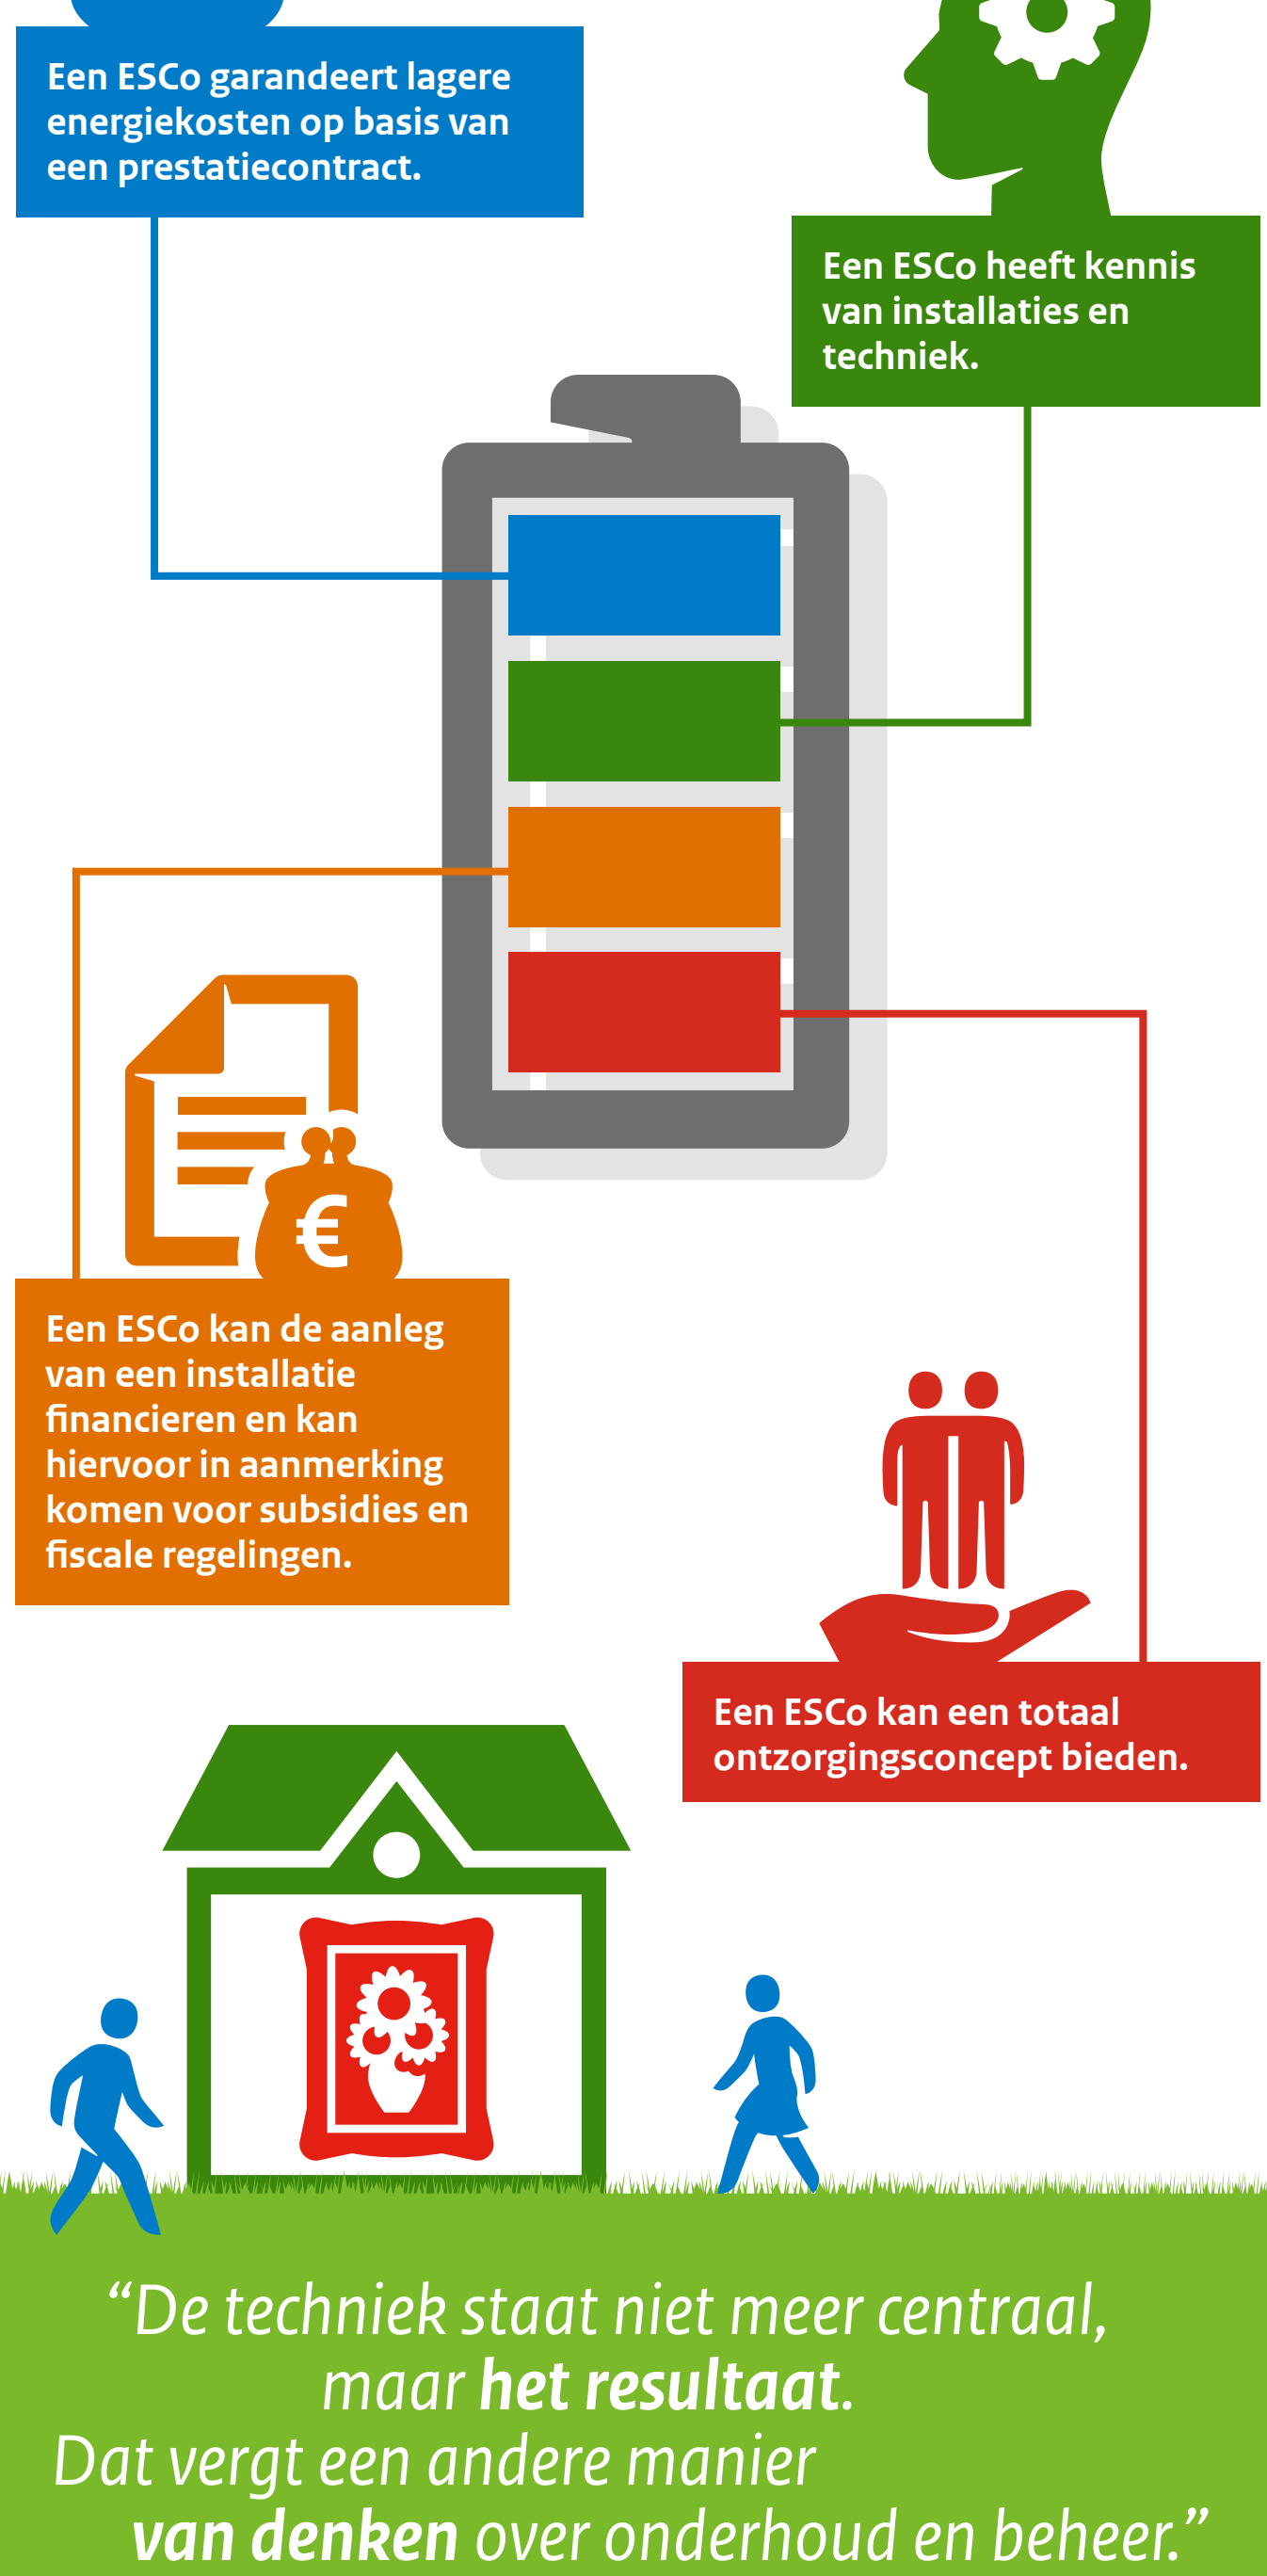 Een ESCo garandeert lagere
energiekosten op basis van
een prestatiecontract.
Een ESCo heeft kennis
van installaties en
techniek.
€
Een ESCo kan de aanleg
van een installatie
financieren en kan
hiervoor in aanmerking
komen voor subsidies en
fiscale regelingen.
Een ESCo kan een totaal
ontzorgingsconcept bieden.
“De techniek staat niet meer centraal,
maar het resultaat.
Dat vergt een andere manier
van denken over onderhoud en beheer.”